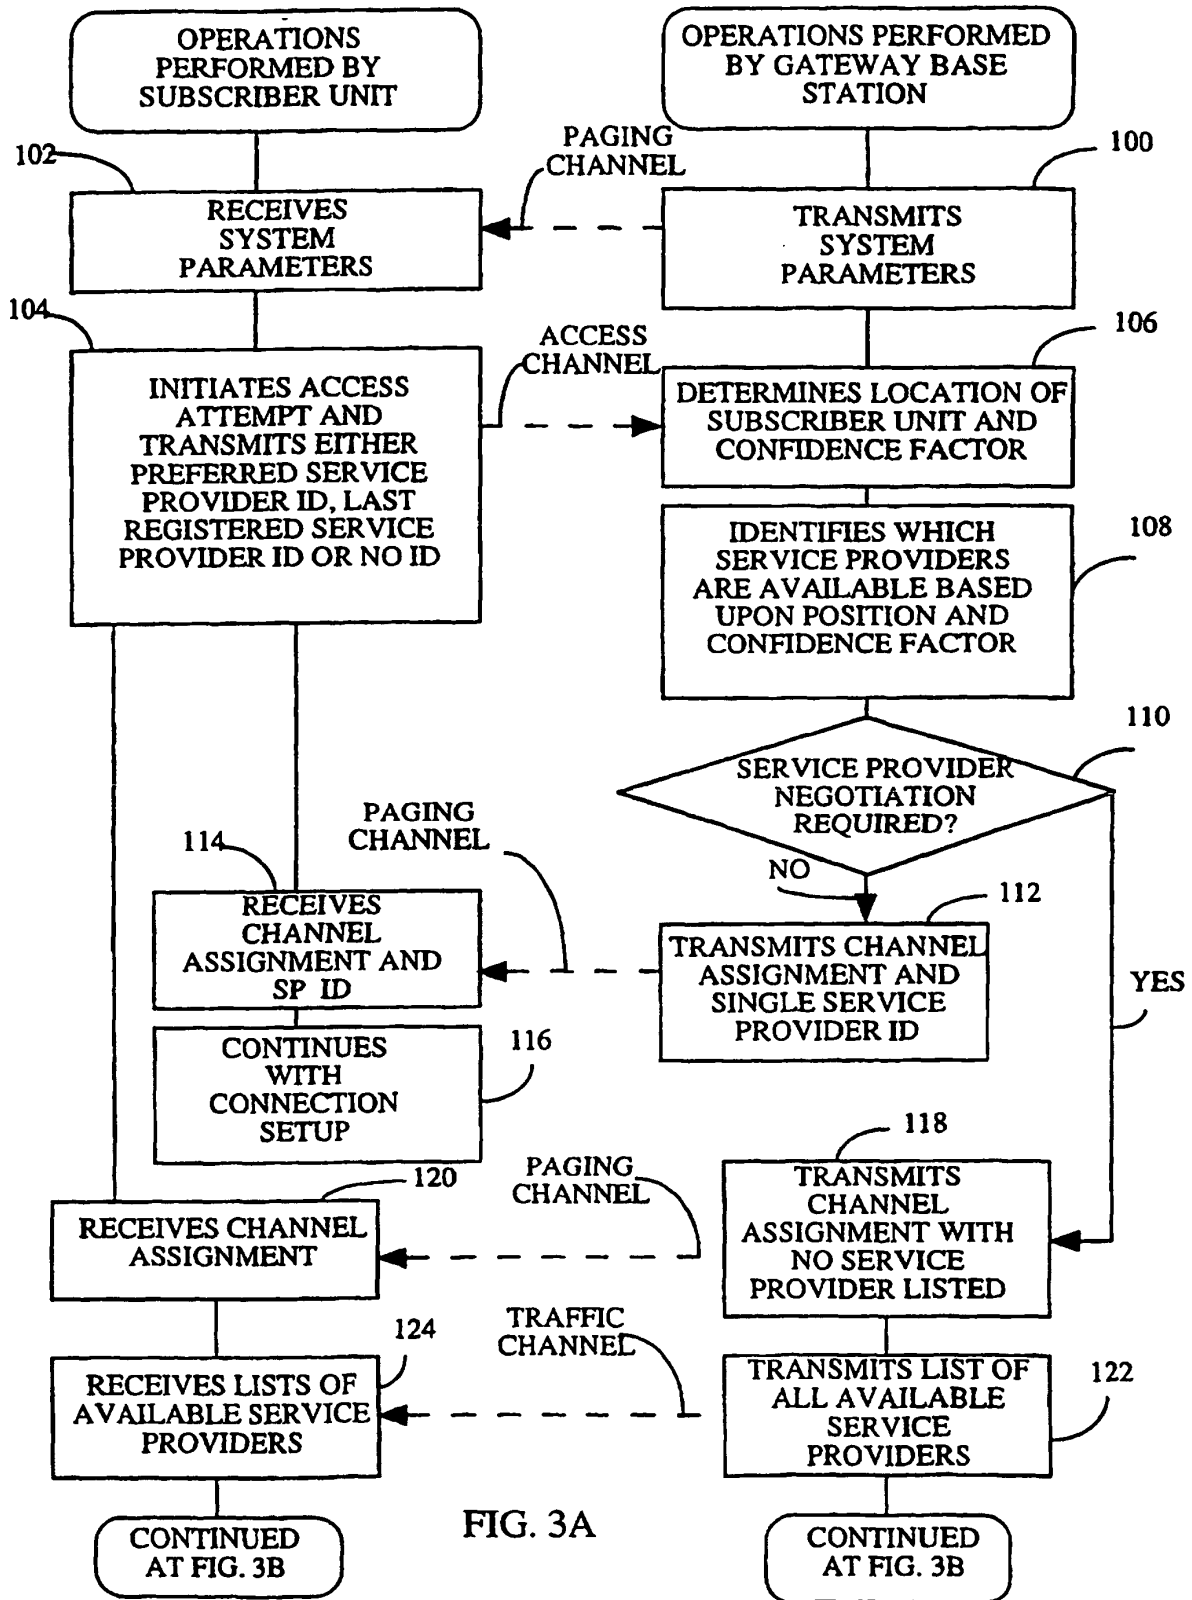 OPERATIONS
PERFORMED BY
SUBSCRIBER UNIT
OPERATIONS PERFORMED
BY GATEWAY BASE
STATION
PAGING
CHANNEL
102
100
RECEIVES
SYSTEM
PARAMETERS
TRANSMITS
SYSTEM
PARAMETERS
104
ACCESS
CHANNEL
106
INITIATES ACCESS
ATTEMPT AND
TRANSMITS EITHER
PREFERRED SERVICE
PROVIDER ID, LAST
REGISTERED SERVICE
PROVIDER ID OR NO ID
DETERMINES LOCATION OF
SUBSCRIBER UNIT AND
CONFIDENCE FACTOR
108
IDENTIFIES WHICH
SERVICE PROVIDERS
ARE AVAILABLE BASED
UPON POSITION AND
CONFIDENCE FACTOR
110
SERVICE PROVIDER
NEGOTIATION
REQUIRED?
PAGING
CHANNEL
114
NO
112
RECEIVES
CHANNEL
ASSIGNMENT AND
SP ID
TRANSMITS CHANNEL
ASSIGNMENT AND
SINGLE SERVICE
PROVIDER ID
YES
116
CONTINUES
WITH
CONNECTION
SETUP
118
PAGING
CHANNEL
120
RECEIVES CHANNEL
ASSIGNMENT
TRANSMITS
CHANNEL
ASSIGNMENT WITH
NO SERVICE
PROVIDER LISTED
TRAFFIC
CHANNEL
124
122
RECEIVES LISTS OF
AVAILABLE SERVICE
PROVIDERS
TRANSMITS LIST OF
ALL AVAILABLE
SERVICE
PROVIDERS
FIG. 3A
CONTINUED
AT FIG. 3B
CONTINUED
AT FIG. 3B